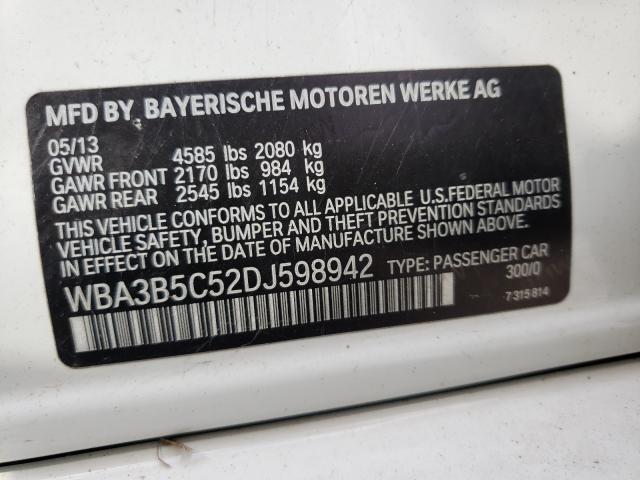 MFD BY BAYERISCHE MOTOREN WERKE AG
05/13
GVWR 4585 lbs 2080 kg
GAWR FRONT 2170 lbs 984 kg
GAWR REAR 2545 lbs 1154 kg
THIS VEHICLE CONFORMS TO ALL APPLICABLE U.S.FEDERAL MOTOR
VEHICLE SAFETY, BUMPER AND THEFT PREVENTION STANDARDS
IN EFFECT ON THE DATE OF MANUFACTURE SHOWN ABOVE.
WBA3B5C52DJ598942 TYPE: PASSENGER CAR
300/0
7 315 814